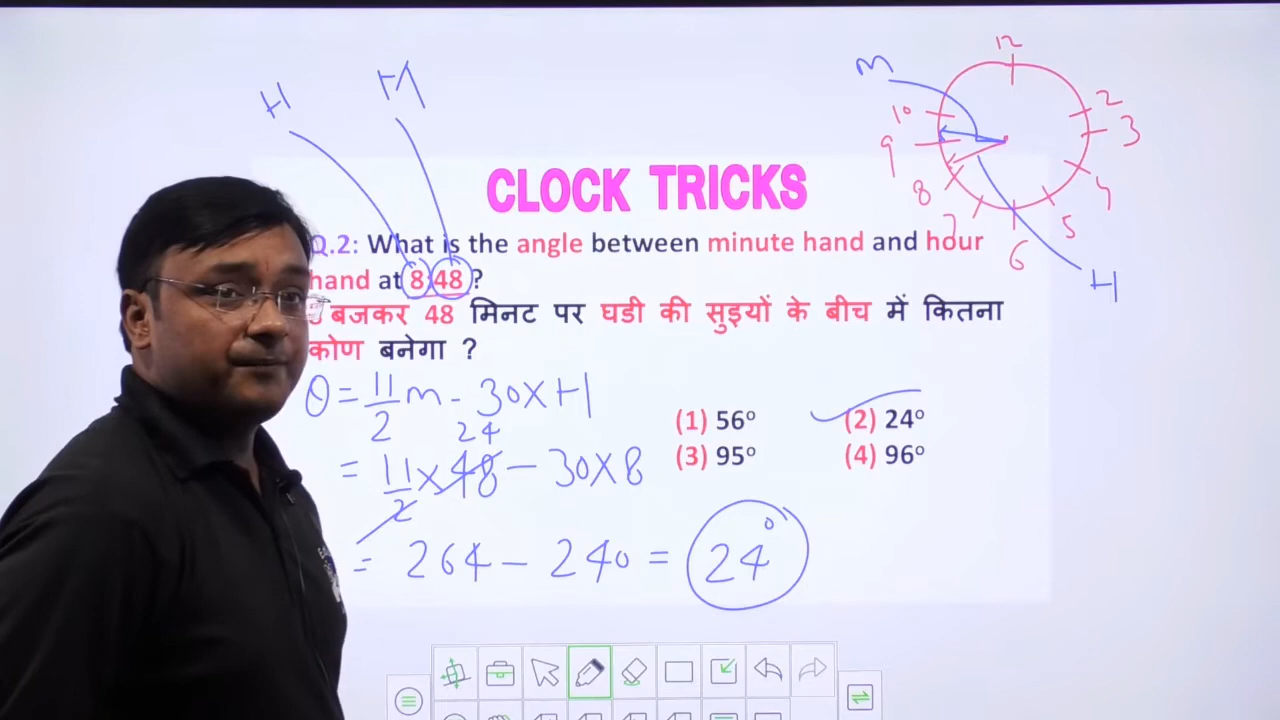 H M
12
M
10
2
9
3
8
4
7
5
6
H
CLOCK TRICKS
Q.2: What is the angle between minute hand and hour
hand at 8:48 ?
बजकर 48 मिनट पर घडी की सुइयों के बीच में कितना
कोण बनेगा ?
θ = 11/2 m - 30×H
(1) 56° (2) 24°
(3) 95° (4) 96°
24
= 11/2 × 48 - 30×8
= 264 - 240 = 24°